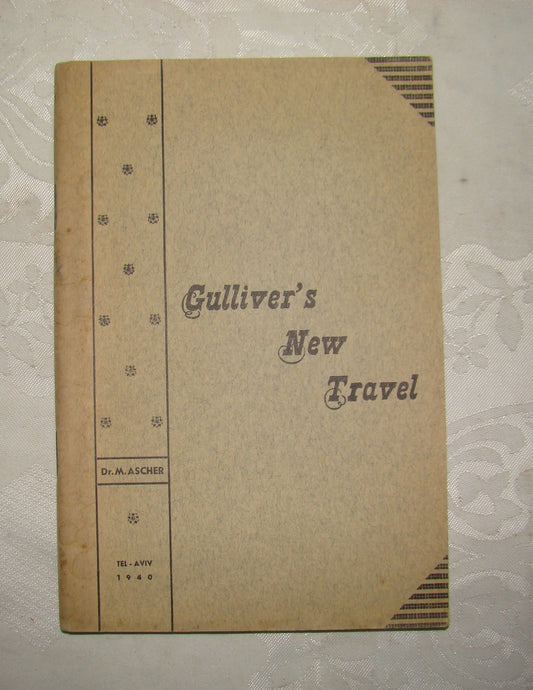 Gulliver's
New
Travel
Dr. M. ASCHER
TEL-AVIV
1940